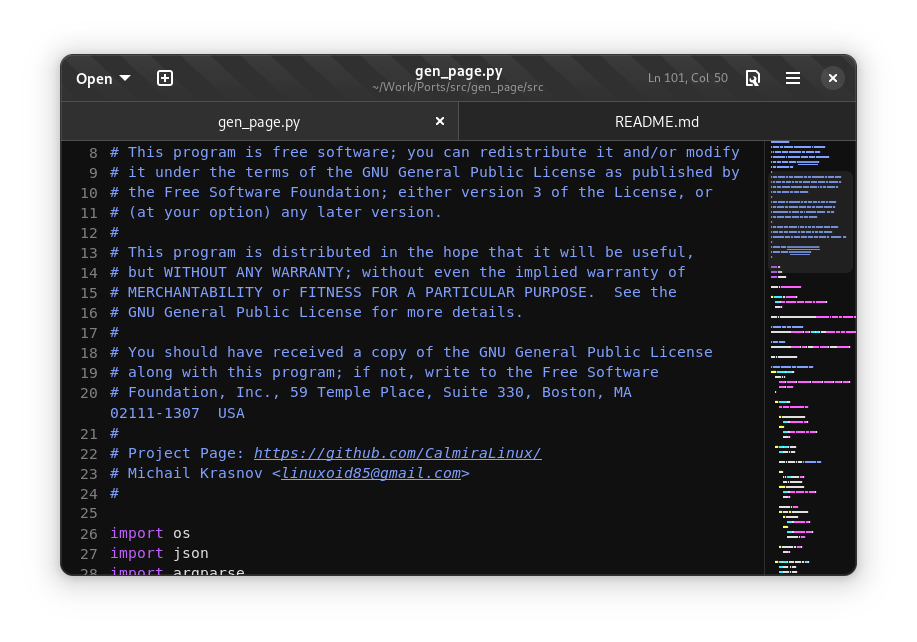 Open
gen_page.py
~/Work/Ports/src/gen_page/src
Ln 101, Col 50
gen_page.py
README.md
8 # This program is free software; you can redistribute it and/or modify
9 # it under the terms of the GNU General Public License as published by
10 # the Free Software Foundation; either version 3 of the License, or
11 # (at your option) any later version.
12 #
13 # This program is distributed in the hope that it will be useful,
14 # but WITHOUT ANY WARRANTY; without even the implied warranty of
15 # MERCHANTABILITY or FITNESS FOR A PARTICULAR PURPOSE.  See the
16 # GNU General Public License for more details.
17 #
18 # You should have received a copy of the GNU General Public License
19 # along with this program; if not, write to the Free Software
20 # Foundation, Inc., 59 Temple Place, Suite 330, Boston, MA
02111-1307  USA
21 #
22 # Project Page: https://github.com/CalmiraLinux/
23 # Michail Krasnov <linuxoid85@gmail.com>
24 #
25
26 import os
27 import json
28 import argparse